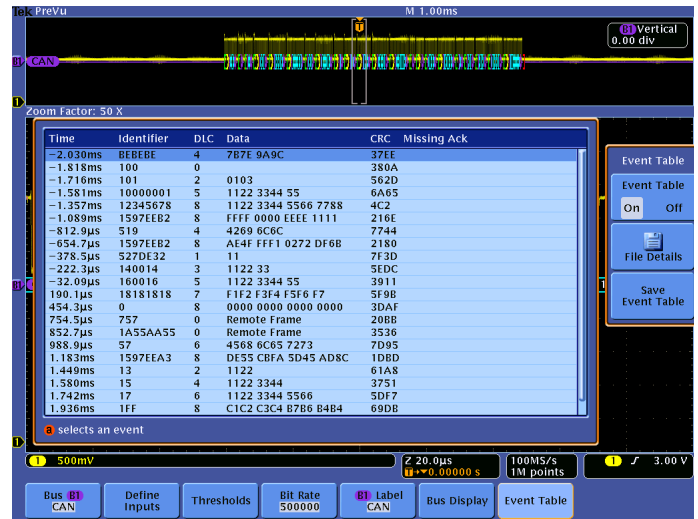 Tek PreVu M 1.00ms
B1 Vertical
0.00 div
B1 CAN
1
Zoom Factor: 50 X
Time Identifier DLC Data CRC Missing Ack
-2.030ms BEBEBE 4 7B7E 9A9C 37EE
-1.818ms 100 0 380A
-1.716ms 101 2 0103 562D
-1.581ms 10000001 5 1122 3344 55 6A65
-1.357ms 12345678 8 1122 3344 5566 7788 4C2
-1.089ms 1597EEB2 8 FFFF 0000 EEEE 1111 216E
-812.9µs 519 4 4269 6C6C 7744
-654.7µs 1597EEB2 8 AE4F FFF1 0272 DF6B 2180
-378.5µs 527DE32 1 11 7F3D
-222.3µs 140014 3 1122 33 5EDC
-32.09µs 160016 5 1122 3344 55 3911
190.1µs 18181818 7 F1F2 F3F4 F5F6 F7 5F9B
454.3µs 0 8 0000 0000 0000 0000 3DAF
754.5µs 757 0 Remote Frame 20BB
852.7µs 1A55AA55 0 Remote Frame 3536
988.9µs 57 6 4568 6C65 7273 7D95
1.183ms 1597EEA3 8 DE55 CBFA 5D45 AD8C 1DBD
1.449ms 13 2 1122 61A8
1.580ms 15 4 1122 3344 3751
1.742ms 17 6 1122 3344 5566 5DF7
1.936ms 1FF 8 C1C2 C3C4 B7B6 B4B4 69DB
a selects an event
Event Table
Event Table
On Off
File Details
Save
Event Table
B1
1
1 500mV
Z 20.0µs
T→▼0.00000 s
100MS/s
1M points
1 ƒ 3.00 V
Bus B1
CAN
Define
Inputs
Thresholds
Bit Rate
500000
B1 Label
CAN
Bus Display
Event Table